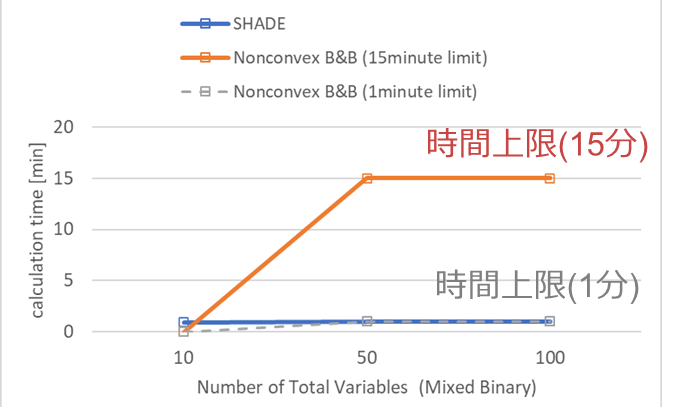 SHADE
Nonconvex B&B (15minute limit)
Nonconvex B&B (1minute limit)
20
時間上限(15分)
15
10
5
時間上限(1分)
0
calculation time [min]
10 50 100
Number of Total Variables (Mixed Binary)